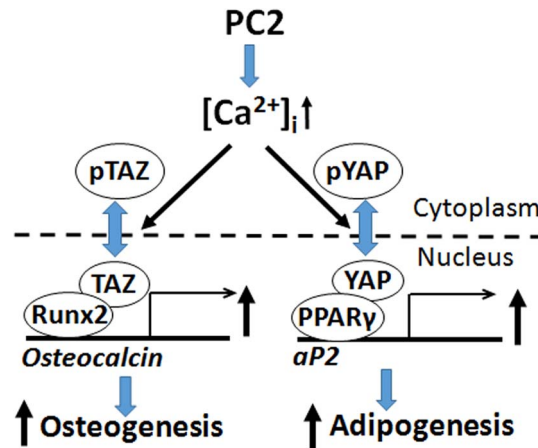 PC2
[Ca²⁺]i
pTAZ
pYAP
Cytoplasm
Nucleus
TAZ
YAP
Runx2
PPARγ
Osteocalcin
aP2
Osteogenesis
Adipogenesis